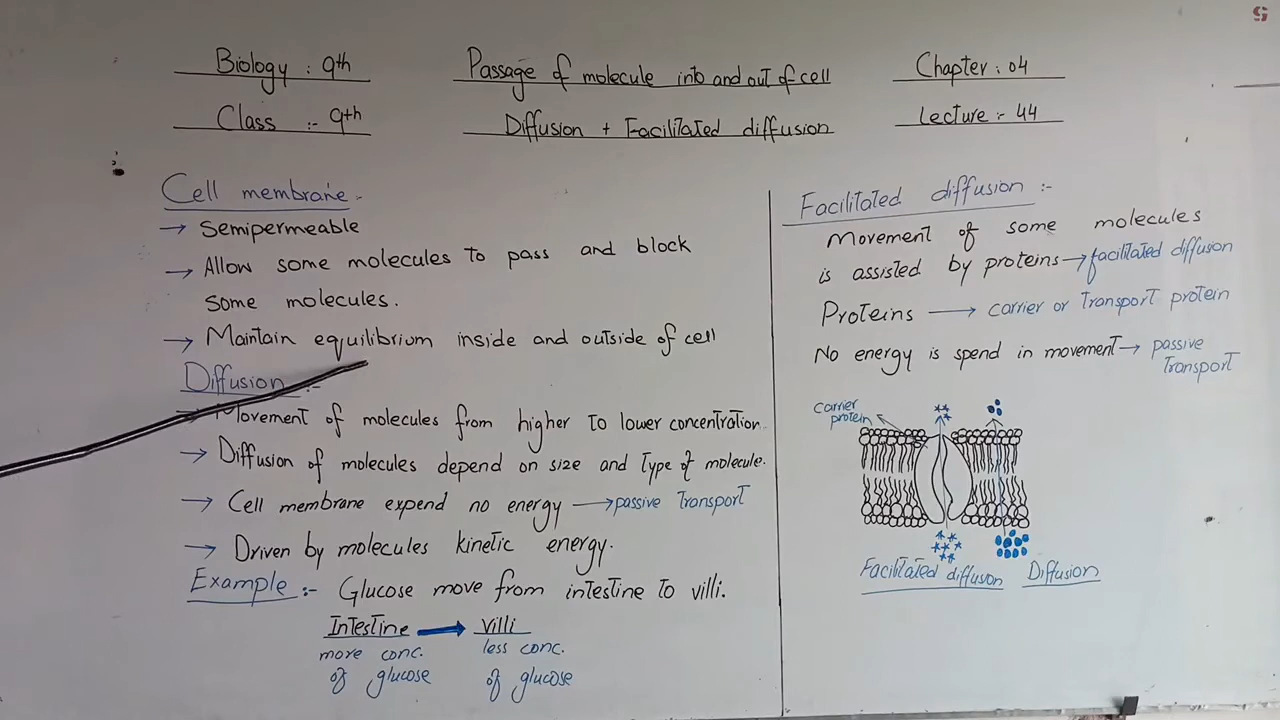 Biology : 9th
Passage of molecule into and out of cell
Chapter : 04
Class :- 9th
Diffusion + Facilitated diffusion
Lecture :- 44
Cell membrane :-
→ Semipermeable
→ Allow some molecules to pass and block
some molecules.
→ Maintain equilibrium inside and outside of cell
Diffusion :-
→ Movement of molecules from higher to lower concentration.
→ Diffusion of molecules depend on size and type of molecule.
→ Cell membrane expend no energy → passive transport
→ Driven by molecules kinetic energy.
Example :- Glucose move from intestine to villi.
Intestine → villi
more conc. less conc.
of glucose of glucose
Facilitated diffusion :-
Movement of some molecules
is assisted by proteins → facilitated diffusion
Proteins → carrier or transport protein
No energy is spend in movement → passive
transport
carrier
protein
Facilitated diffusion Diffusion